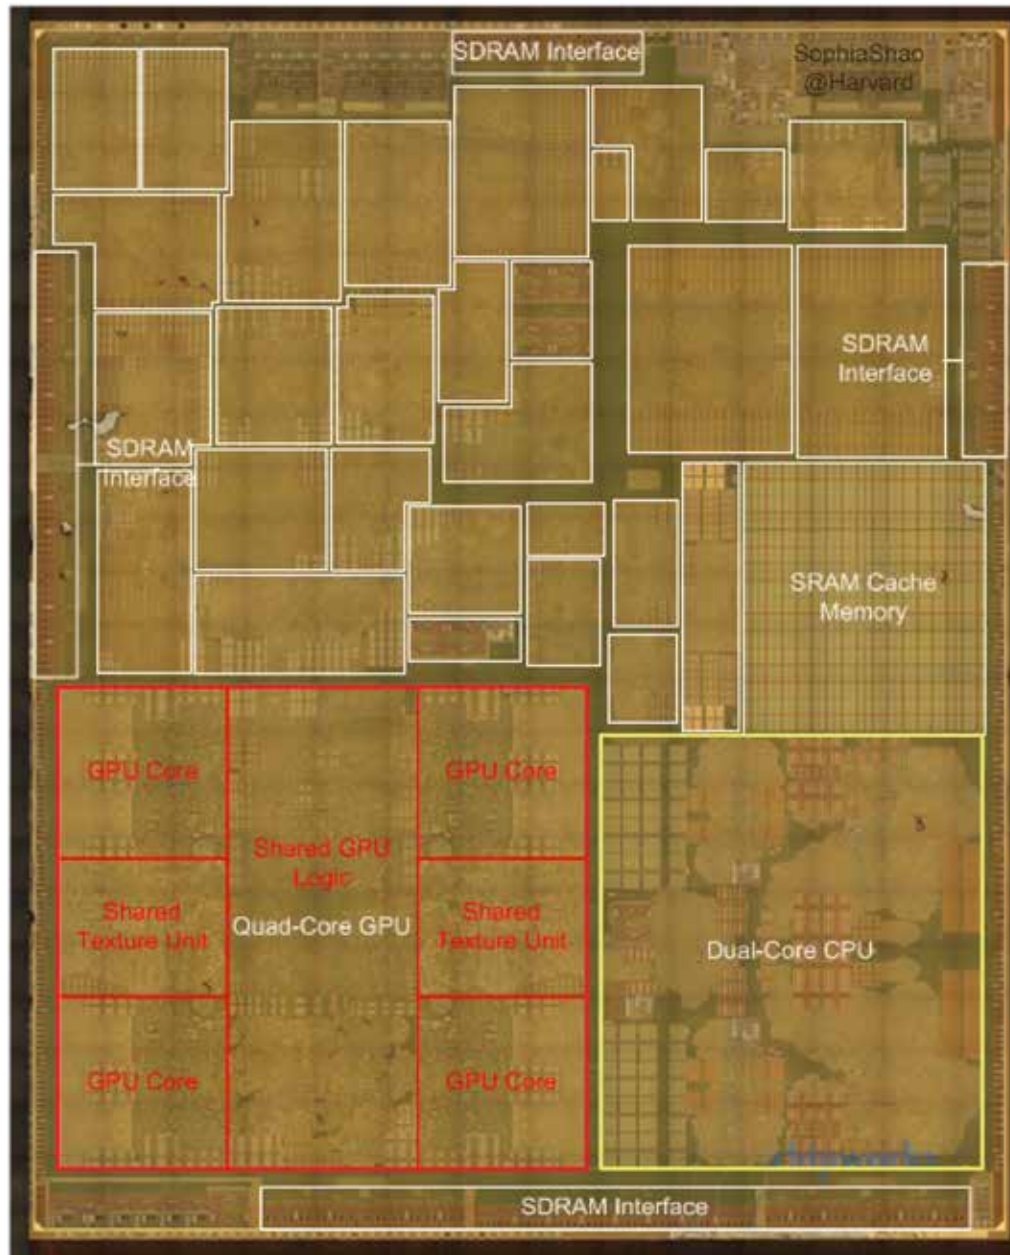 SDRAM Interface
SophiaShao
@Harvard
SDRAM
Interface
SDRAM
Interface
SRAM Cache
Memory
GPU Core
GPU Core
Shared GPU
Logic
Shared
Texture Unit
Quad-Core GPU
Shared
Texture Unit
Dual-Core CPU
GPU Core
GPU Core
chipworks
SDRAM Interface